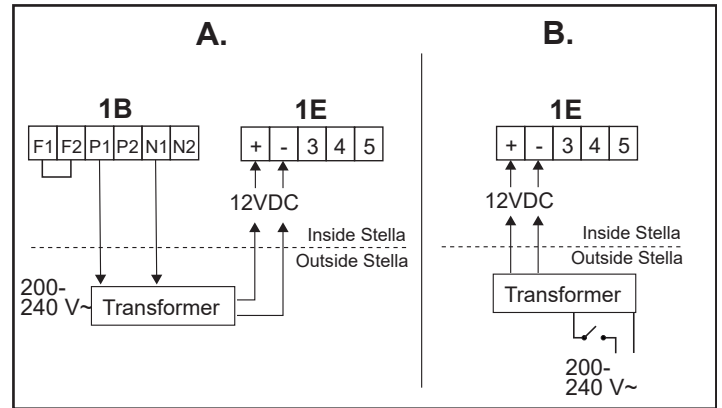 A.
1B
1E
F1 F2 P1 P2 N1 N2
+ - 3 4 5
12VDC
Inside Stella
Outside Stella
200-
240 V~
Transformer
B.
1E
+ - 3 4 5
12VDC
Inside Stella
Outside Stella
Transformer
200-
240 V~